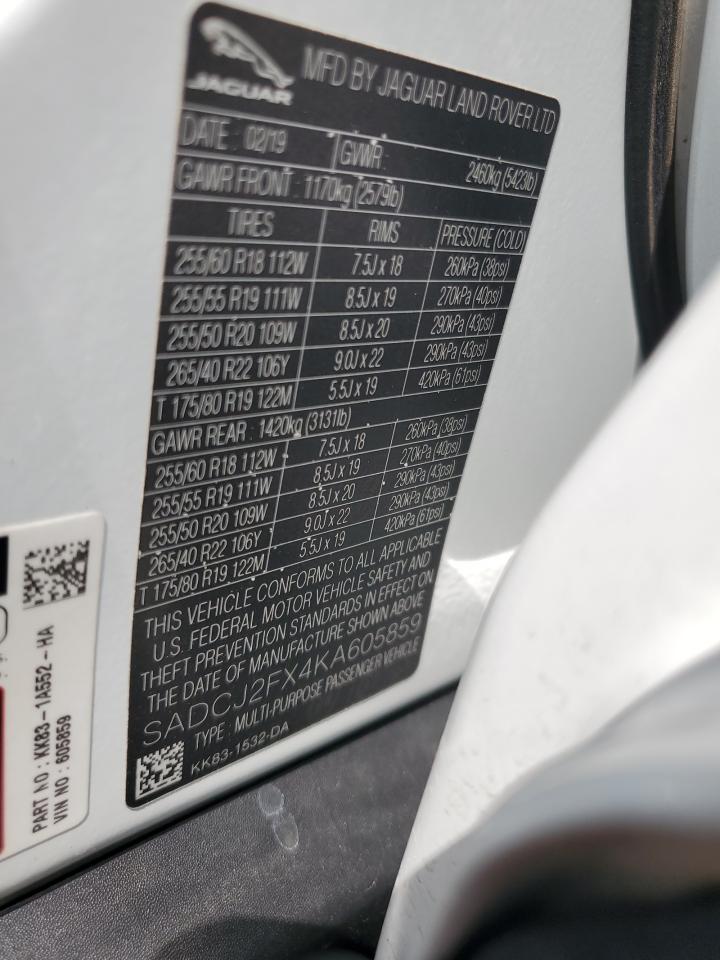 JAGUAR
MFD BY JAGUAR LAND ROVER LTD
DATE : 02/19 GVWR : 2460kg (5423lb)
GAWR FRONT : 1170kg (2579lb)
TIRES RIMS PRESSURE (COLD)
255/60 R18 112W 7.5J x 18 260kPa (38psi)
255/55 R19 111W 8.5J x 19 270kPa (40psi)
255/50 R20 109W 8.5J x 20 290kPa (43psi)
265/40 R22 106Y 9.0J x 22 290kPa (43psi)
T 175/80 R19 122M 5.5J x 19 420kPa (61psi)
GAWR REAR : 1420kg (3131lb)
255/60 R18 112W 7.5J x 18 260kPa (38psi)
255/55 R19 111W 8.5J x 19 270kPa (40psi)
255/50 R20 109W 8.5J x 20 290kPa (43psi)
265/40 R22 106Y 9.0J x 22 290kPa (43psi)
T 175/80 R19 122M 5.5J x 19 420kPa (61psi)
THIS VEHICLE CONFORMS TO ALL APPLICABLE
U.S. FEDERAL MOTOR VEHICLE SAFETY AND
THEFT PREVENTION STANDARDS IN EFFECT ON
THE DATE OF MANUFACTURE SHOWN ABOVE
SADCJ2FX4KA605859
TYPE : MULTI-PURPOSE PASSENGER VEHICLE
KK83-1532-DA
PART NO : KK83-1A552-HA
VIN NO : 605859